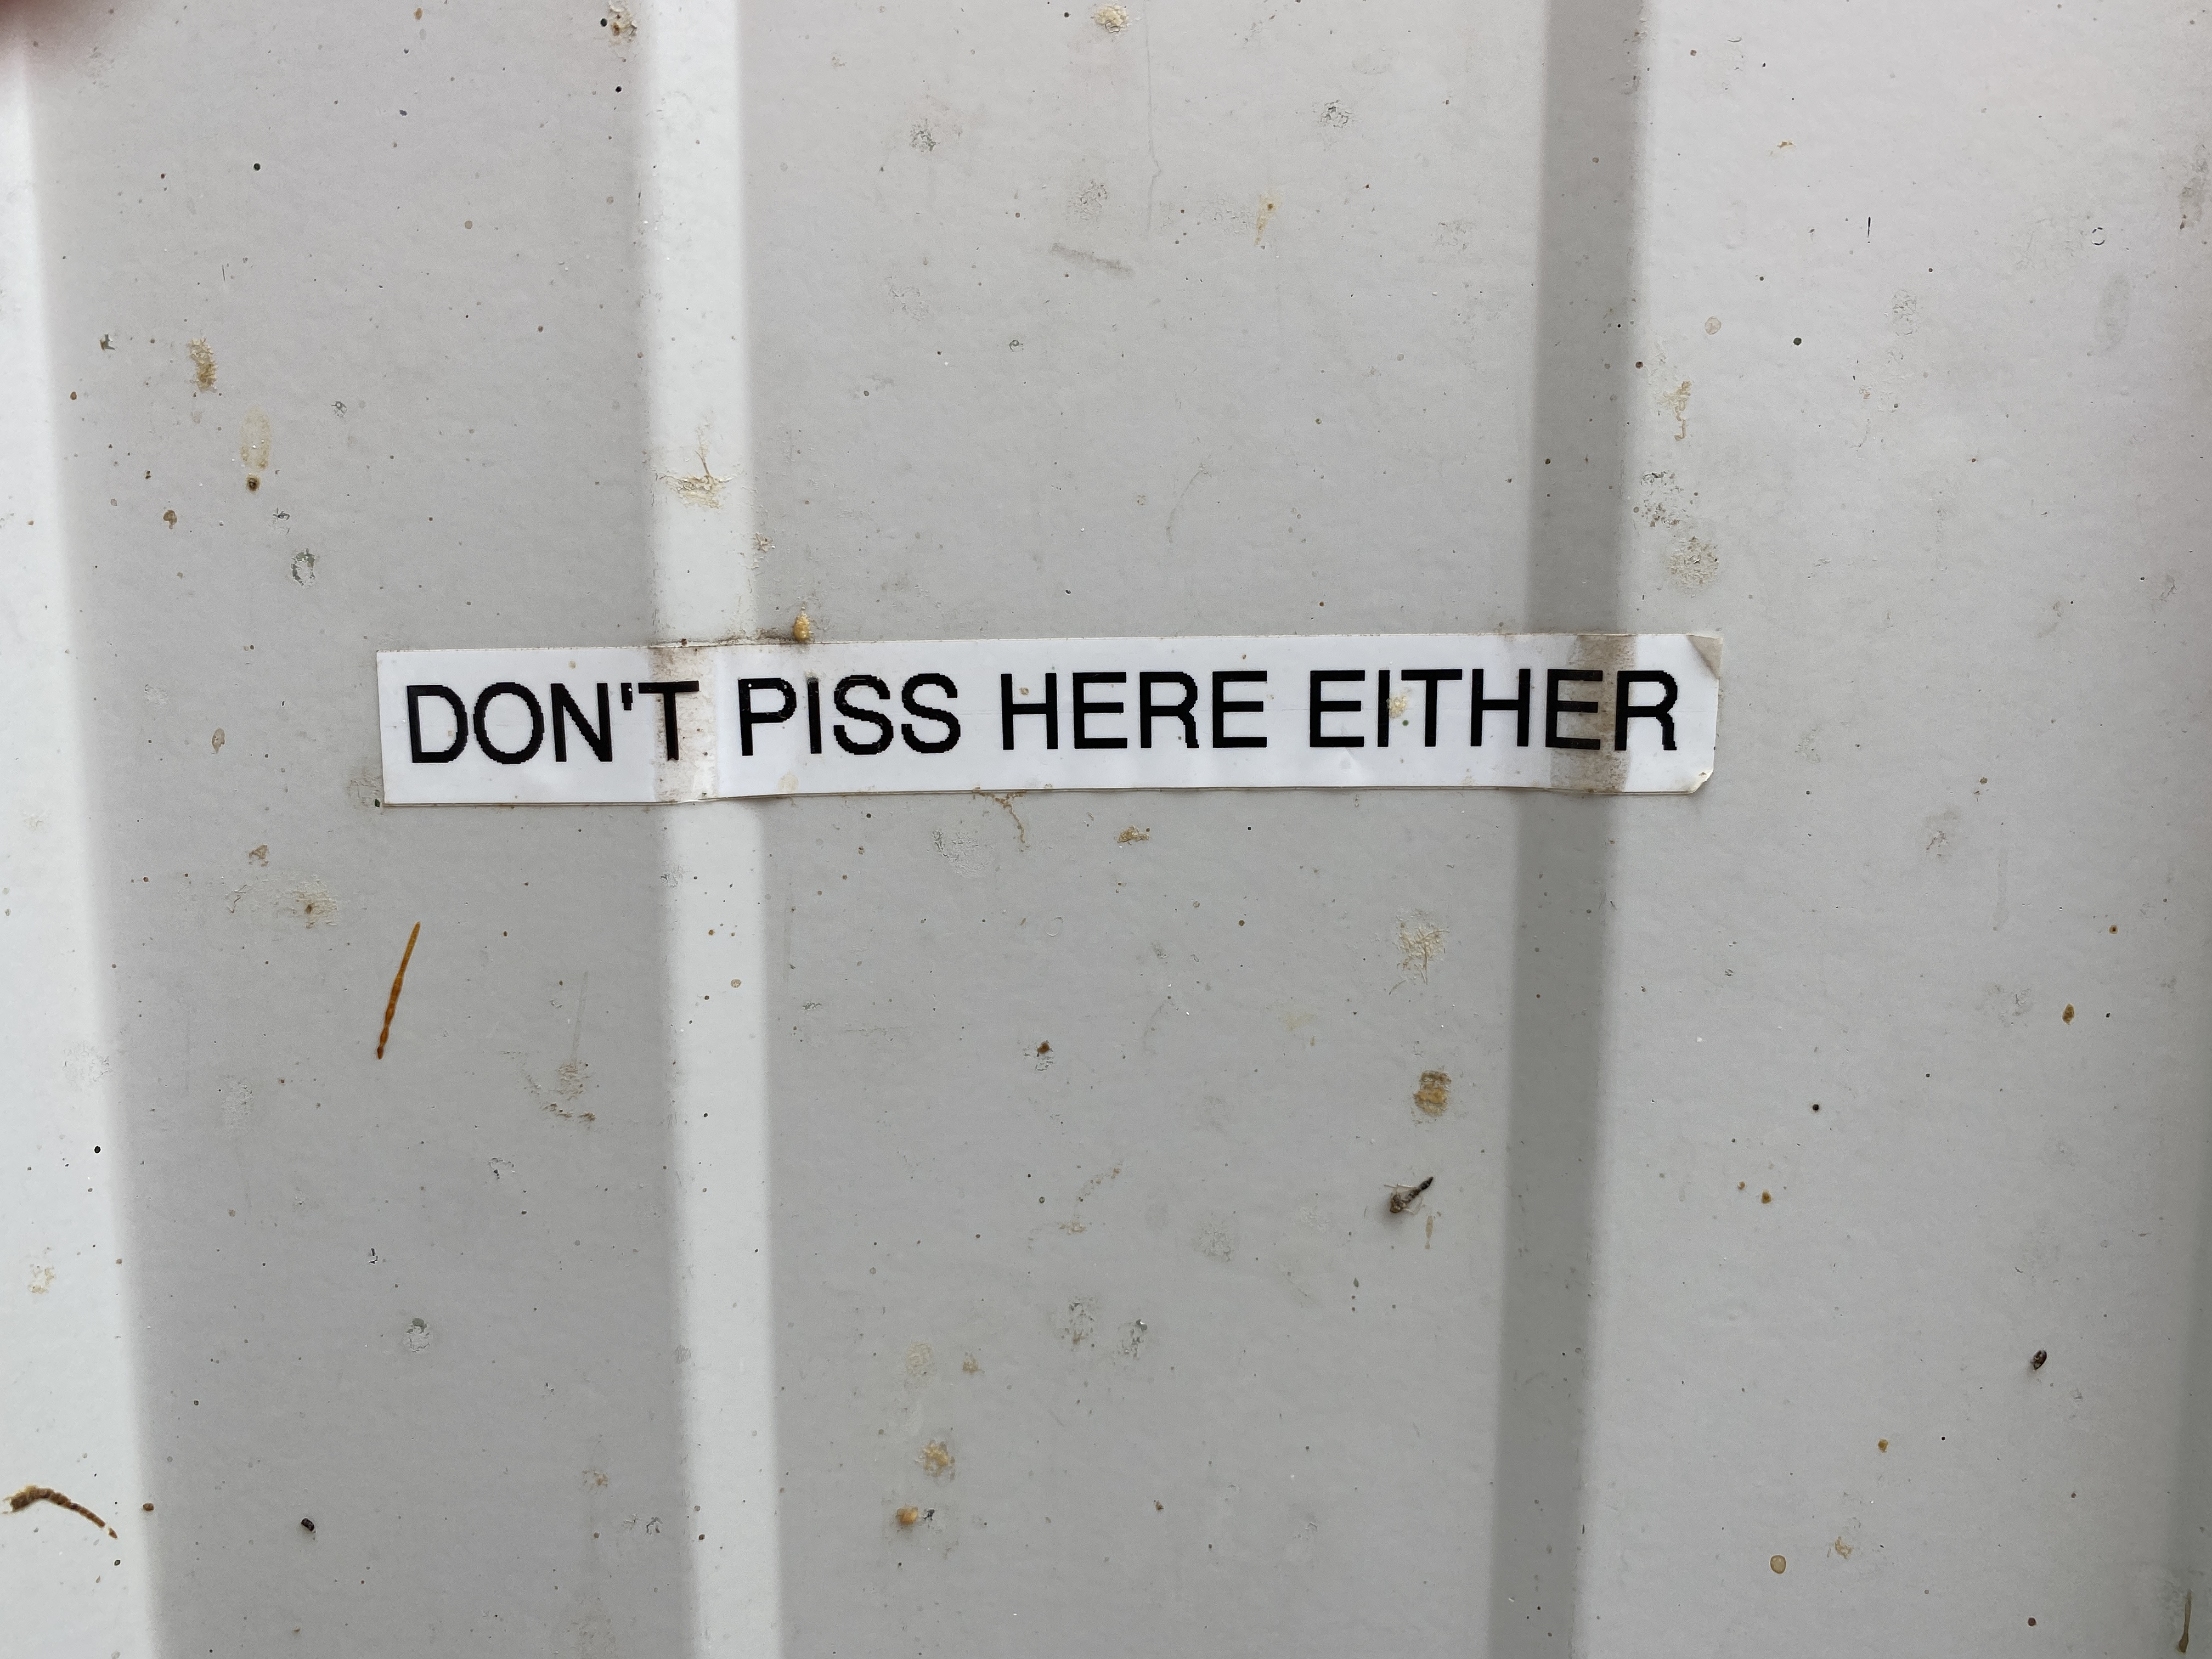 DON'T PISS HERE EITHER